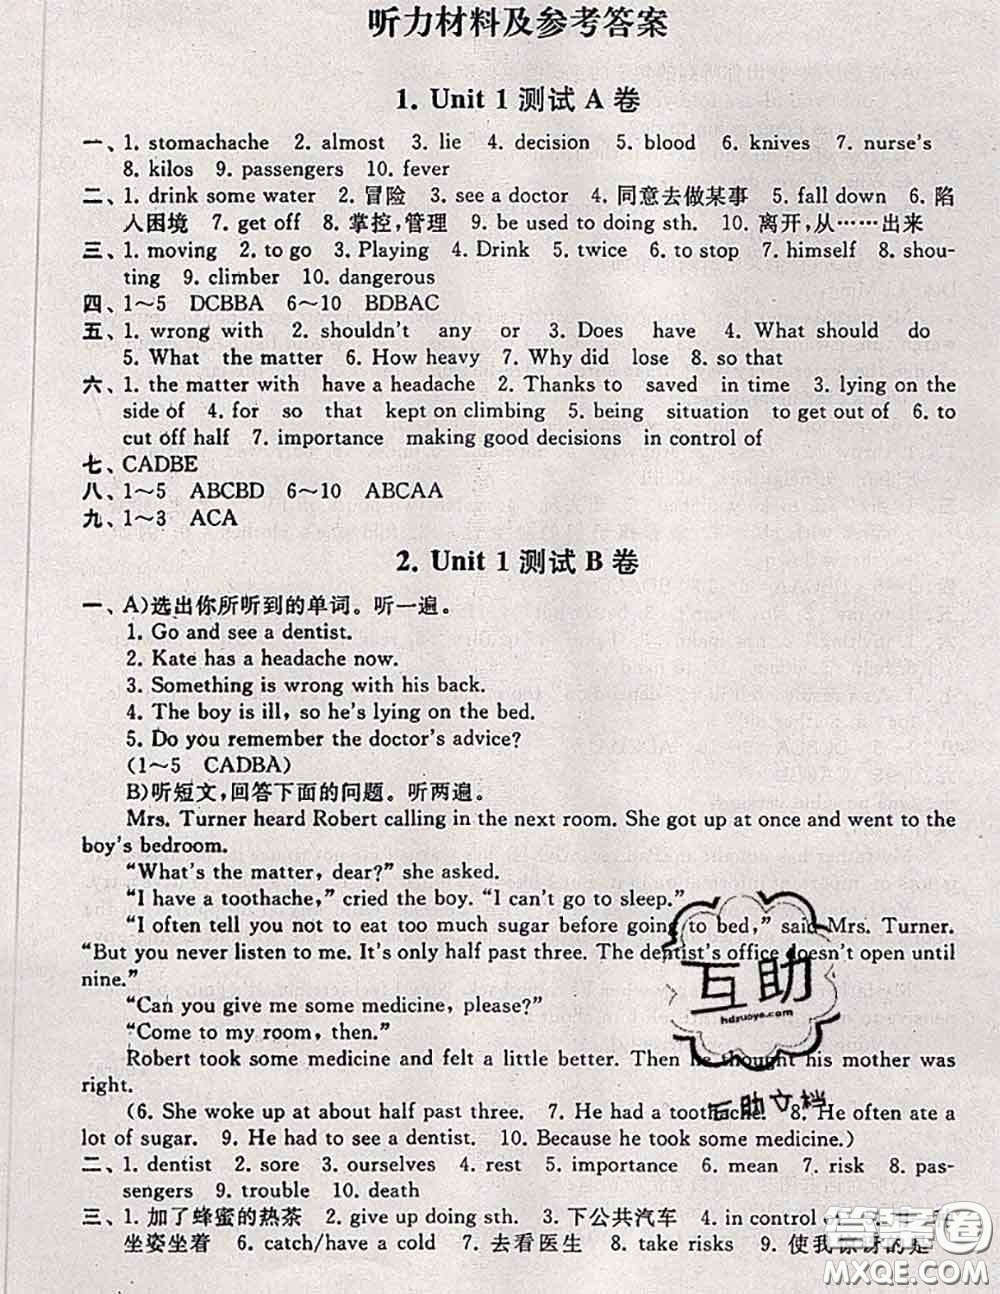 听力材料及参考答案
1. Unit 1 测试 A 卷
一、1. stomachache 2. almost 3. lie 4. decision 5. blood 6. knives 7. nurse's
8. kilos 9. passengers 10. fever
二、1. drink some water 2. 冒险 3. see a doctor 4. 同意去做某事 5. fall down 6. 陷
入困境 7. get off 8. 掌控,管理 9. be used to doing sth. 10. 离开,从……出来
三、1. moving 2. to go 3. Playing 4. Drink 5. twice 6. to stop 7. himself 8. shou-
ting 9. climber 10. dangerous
四、1～5 DCBBA 6～10 BDBAC
五、1. wrong with 2. shouldn't any or 3. Does have 4. What should do
5. What the matter 6. How heavy 7. Why did lose 8. so that
六、1. the matter with have a headache 2. Thanks to saved in time 3. lying on the
side of 4. for so that kept on climbing 5. being situation to get out of 6. to
cut off half 7. importance making good decisions in control of
七、CADBE
八、1～5 ABCBD 6～10 ABCAA
九、1～3 ACA
2. Unit 1 测试 B 卷
一、A)选出你所听到的单词。听一遍。
1. Go and see a dentist.
2. Kate has a headache now.
3. Something is wrong with his back.
4. The boy is ill, so he's lying on the bed.
5. Do you remember the doctor's advice?
(1～5 CADBA)
B)听短文,回答下面的问题。听两遍。
Mrs. Turner heard Robert calling in the next room. She got up at once and went to the
boy's bedroom.
“What's the matter, dear?” she asked.
“I have a toothache,” cried the boy. “I can't go to sleep.”
“I often tell you not to eat too much sugar before going to bed,” said Mrs. Turner.
“But you never listen to me. It's only half past three. The dentist's office doesn't open until
nine.”
“Can you give me some medicine, please?”
“Come to my room, then.”
Robert took some medicine and felt a little better. Then he thought his mother was
right.
(6. She woke up at about half past three. 7. He had a toothache. 8. He often ate a
lot of sugar. 9. He had to see a dentist. 10. Because he took some medicine.)
二、1. dentist 2. sore 3. ourselves 4. rest 5. importance 6. mean 7. risk 8. pas-
sengers 9. trouble 10. death
三、1. 加了蜂蜜的热茶 2. give up doing sth. 3. 下公共汽车 4. in control
坐姿坐着 6. catch/have a cold 7. 去看医生 8. take risks 9. 使我惊讶的是
互助
hdzuoye.com
互助文档
答案圈
MXQE.COM